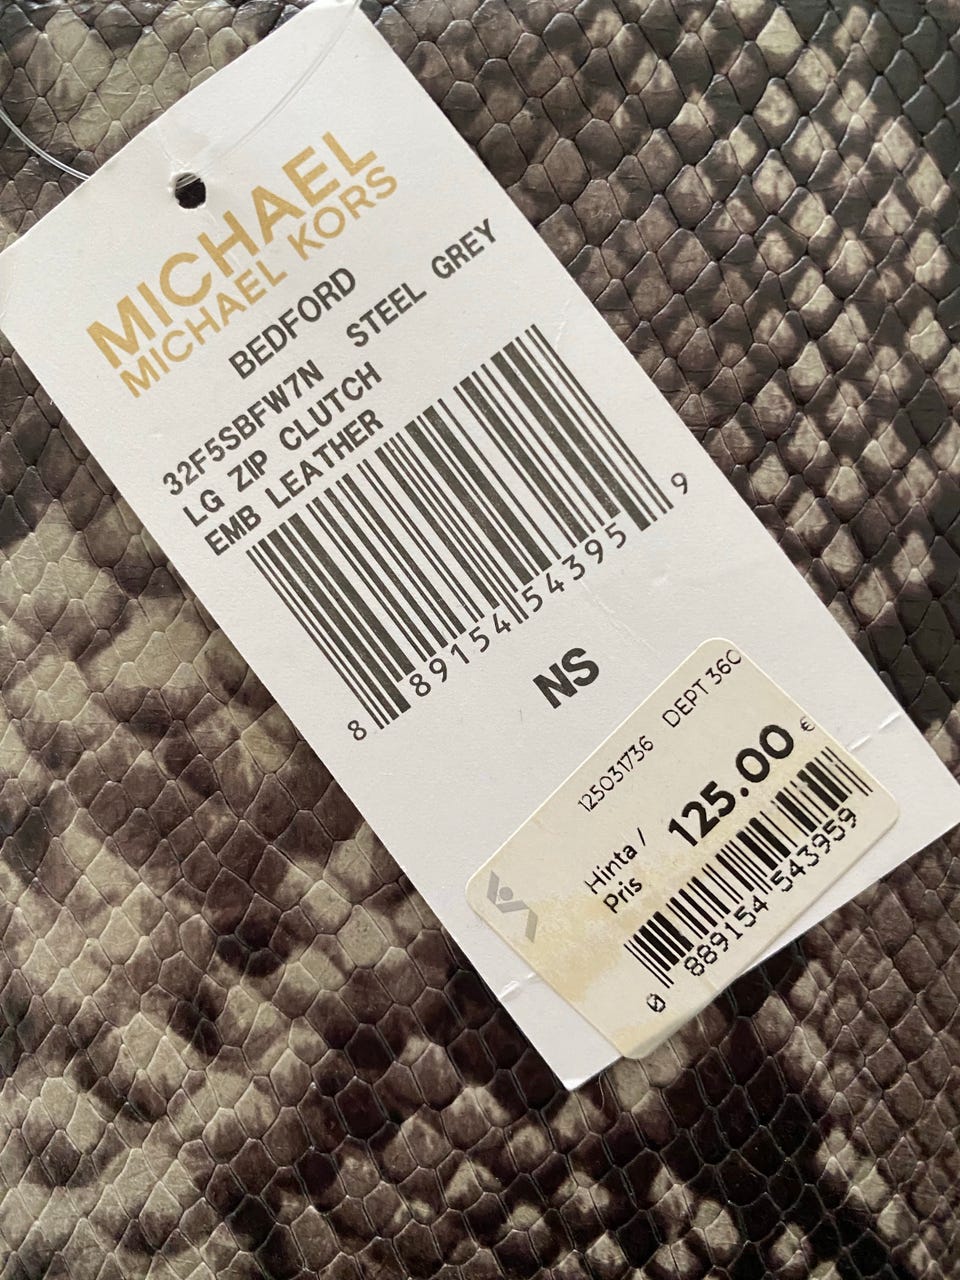 MICHAEL
MICHAEL KORS
BEDFORD
32F5SBFW7N STEEL GREY
LG ZIP CLUTCH
EMB LEATHER
8 89154 54395 9
NS
125031736 DEPT 360
Hinta / 125.00 €
Pris
0 889154 543959